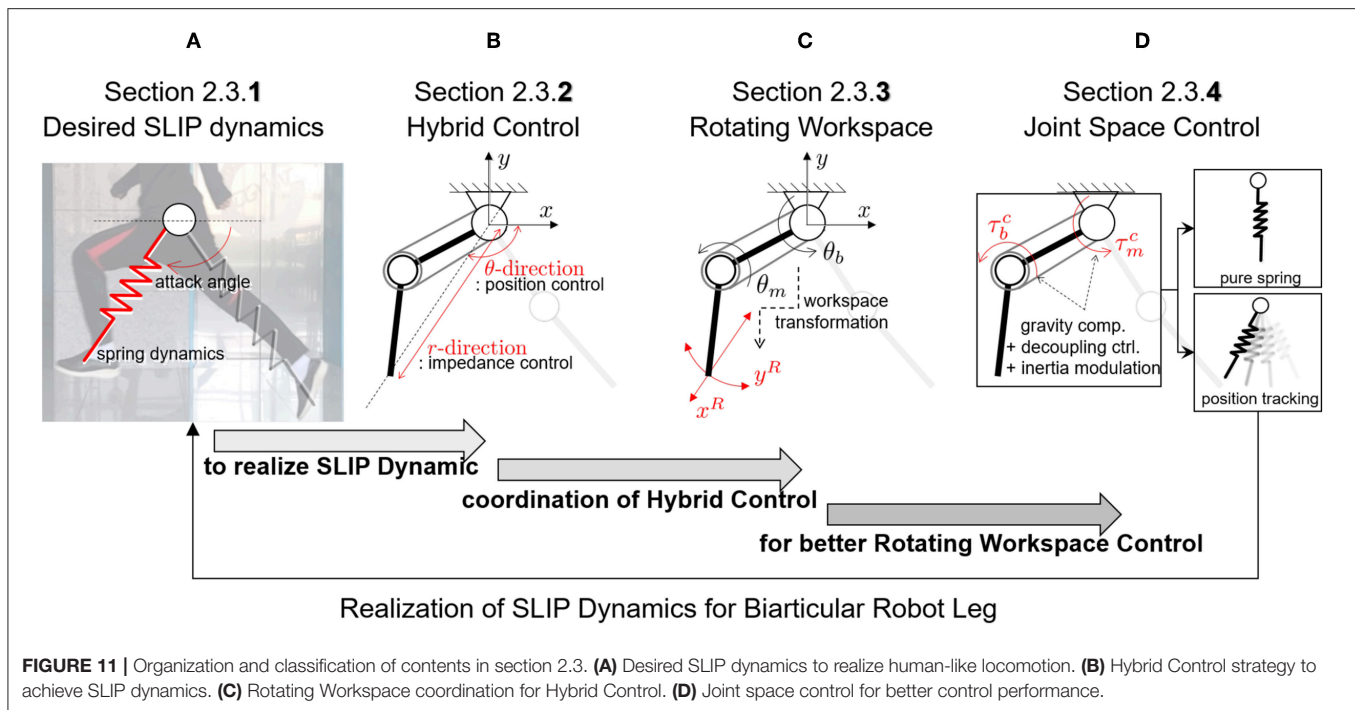 A
B
C
D
Section 2.3.1
Desired SLIP dynamics
Section 2.3.2
Hybrid Control
Section 2.3.3
Rotating Workspace
Section 2.3.4
Joint Space Control
attack angle
spring dynamics
y
x
θ-direction
: position control
r-direction
: impedance control
y
x
θ_b
θ_m
workspace
transformation
y^R
x^R
τ_b^c
τ_m^c
gravity comp.
+ decoupling ctrl.
+ inertia modulation
pure spring
position tracking
to realize SLIP Dynamic
coordination of Hybrid Control
for better Rotating Workspace Control
Realization of SLIP Dynamics for Biarticular Robot Leg
FIGURE 11 | Organization and classification of contents in section 2.3. (A) Desired SLIP dynamics to realize human-like locomotion. (B) Hybrid Control strategy to
achieve SLIP dynamics. (C) Rotating Workspace coordination for Hybrid Control. (D) Joint space control for better control performance.